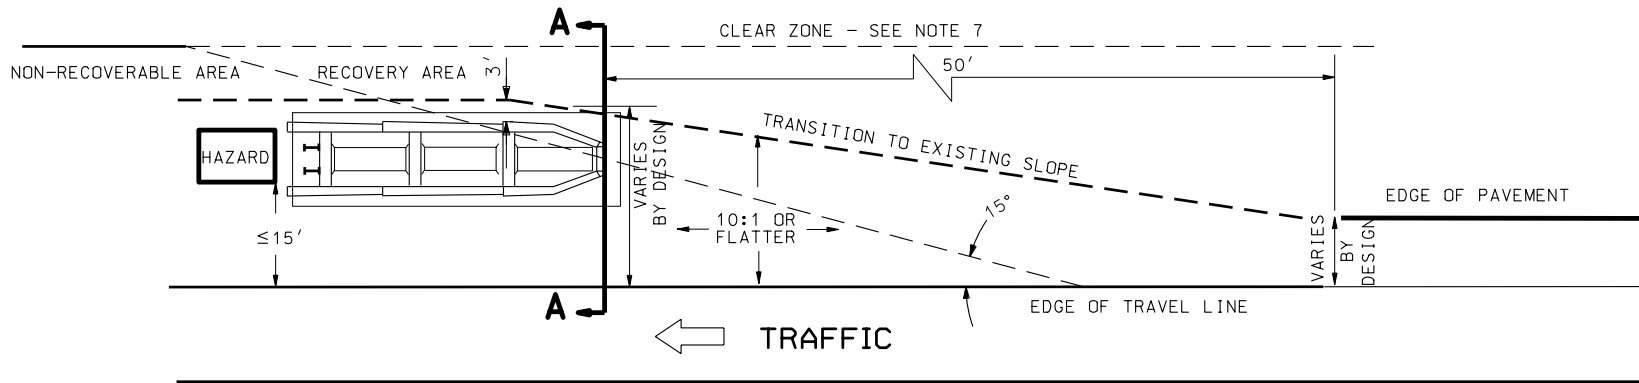 A
CLEAR ZONE - SEE NOTE 7
NON-RECOVERABLE AREA
RECOVERY AREA
3'
50'
TRANSITION TO EXISTING SLOPE
HAZARD
VARIES
BY DESIGN
EDGE OF PAVEMENT
≤15'
10:1 OR
FLATTER
15°
VARIES
BY
DESIGN
A
EDGE OF TRAVEL LINE
TRAFFIC